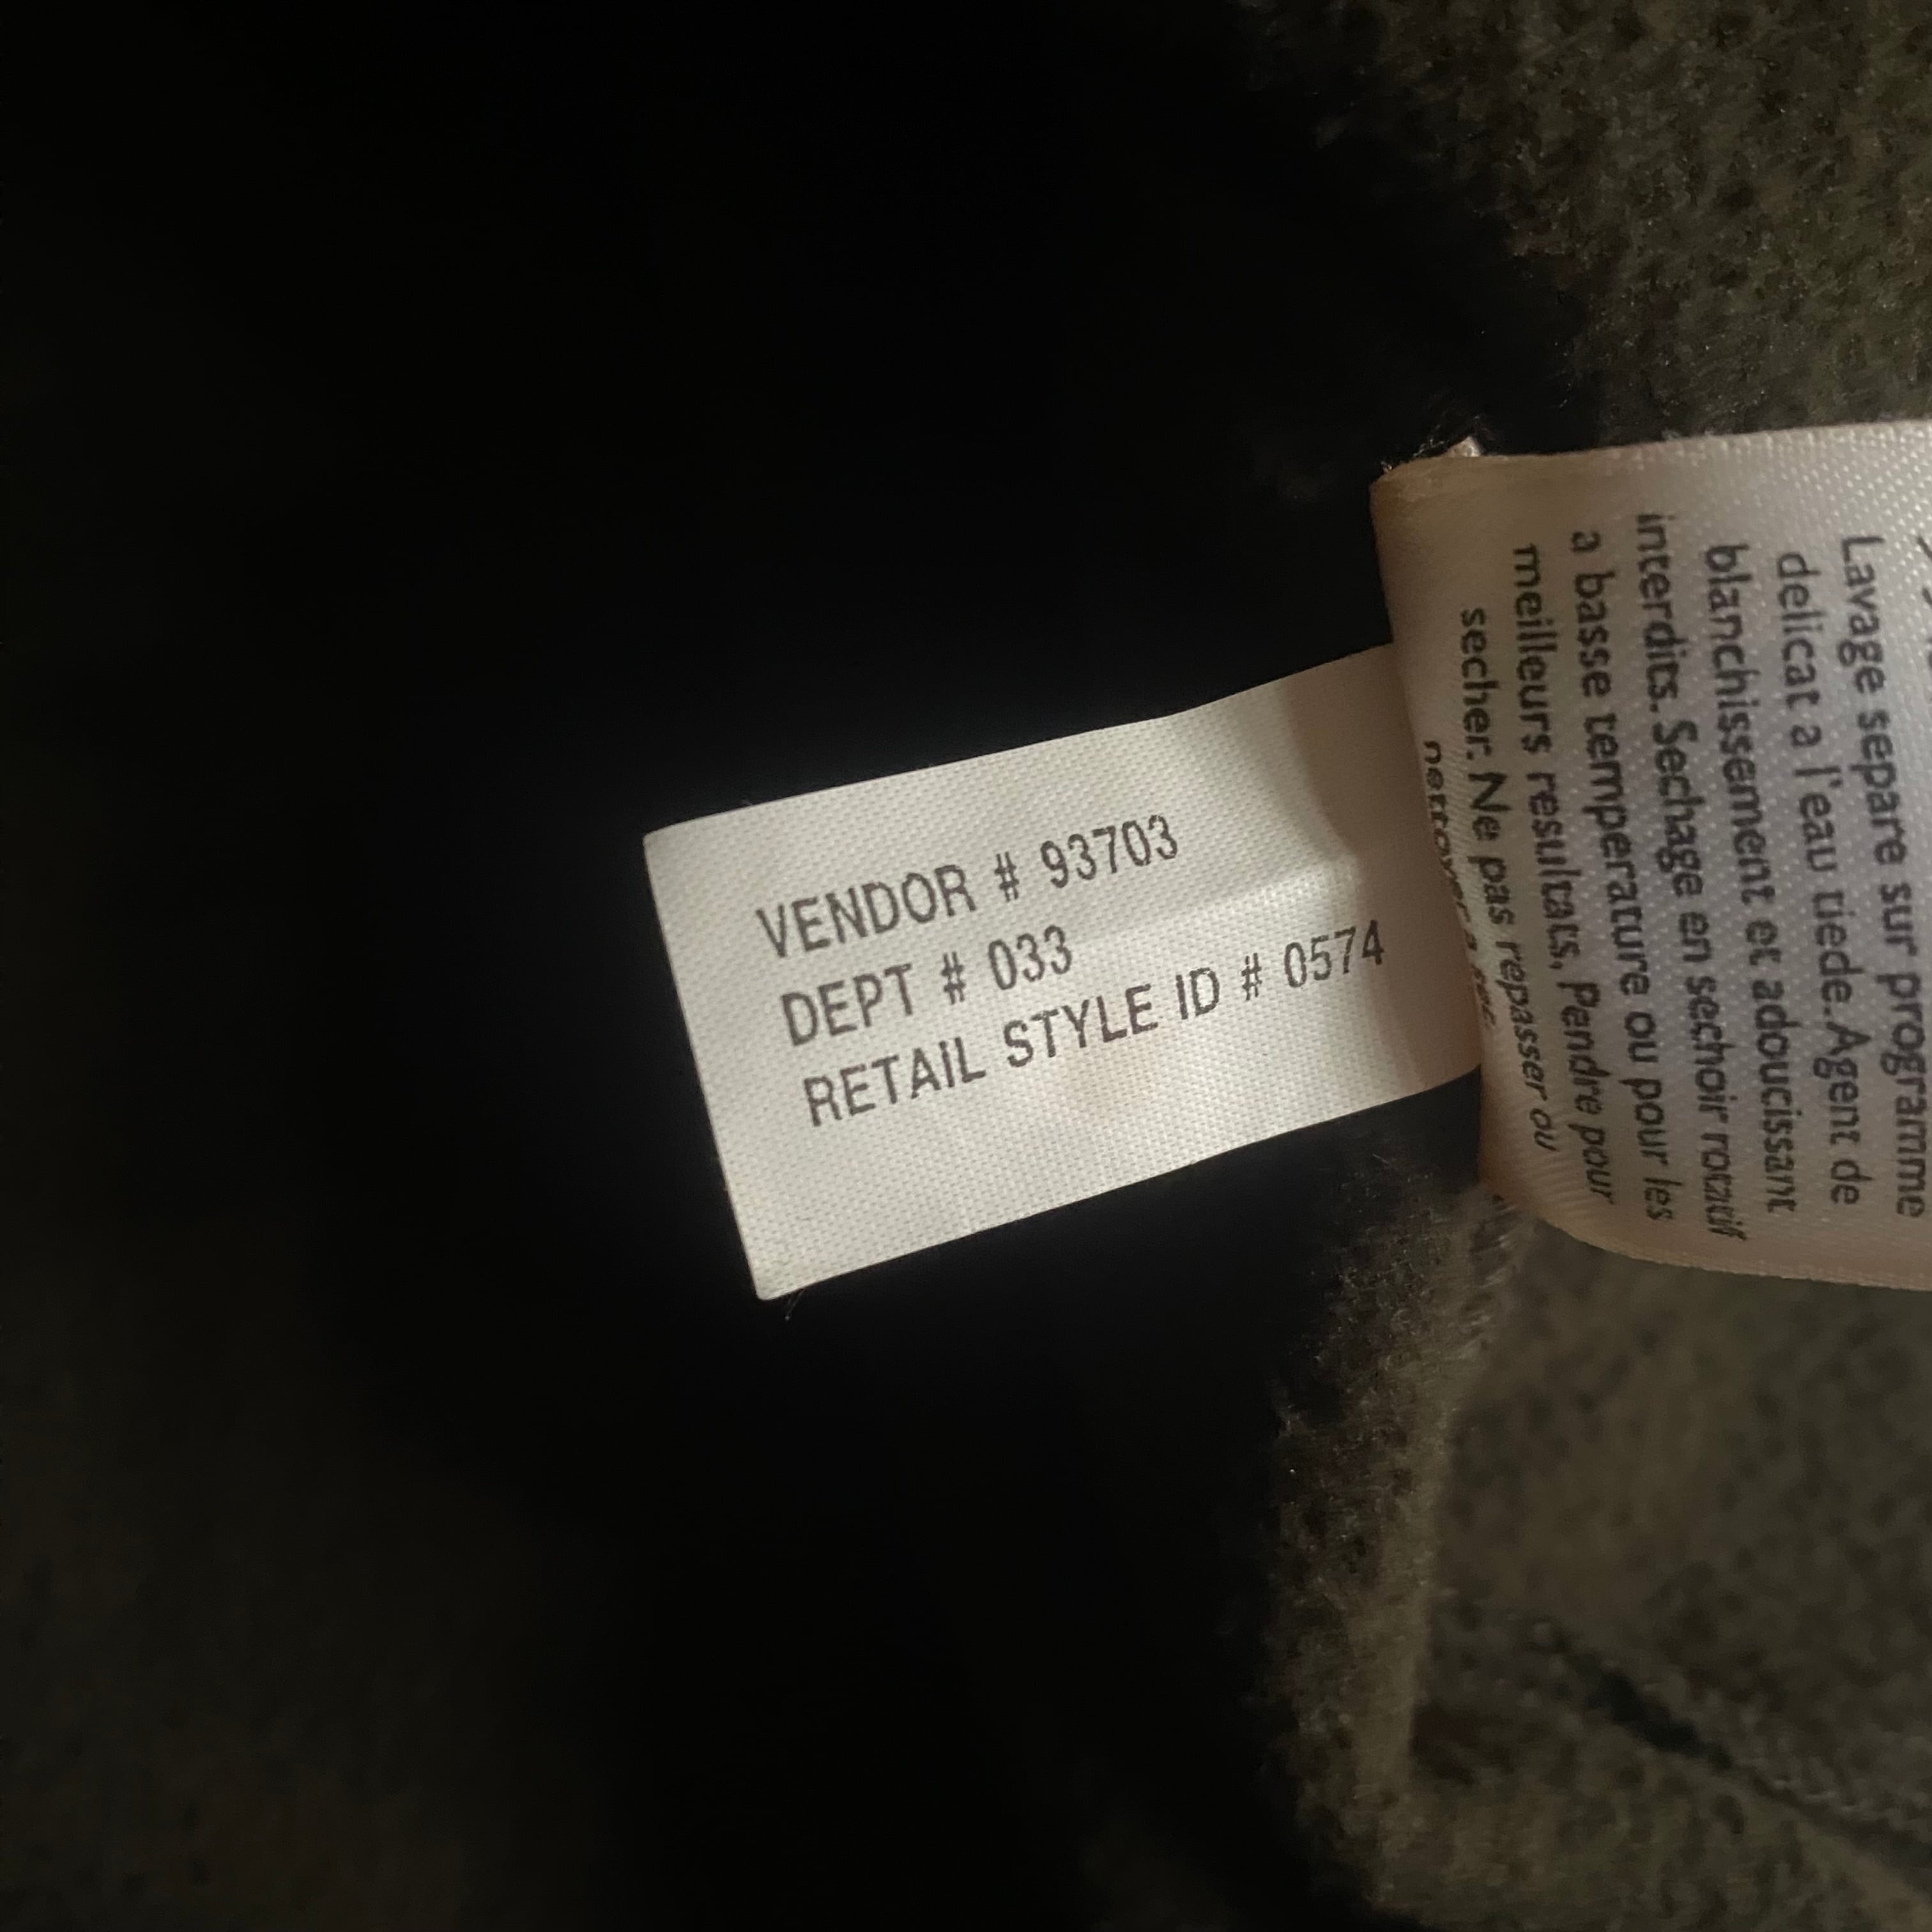 VENDOR # 93703
DEPT # 033
RETAIL STYLE ID # 0574
Lavage separe sur programme
delicat a l'eau tiede. Agent de
blanchissement et adoucissant
interdits. Sechage en sechoir rotatif
a basse temperature ou pour les
meilleurs resultats, Pendre pour
secher. Ne pas repasser ou
nettoyer a sec.